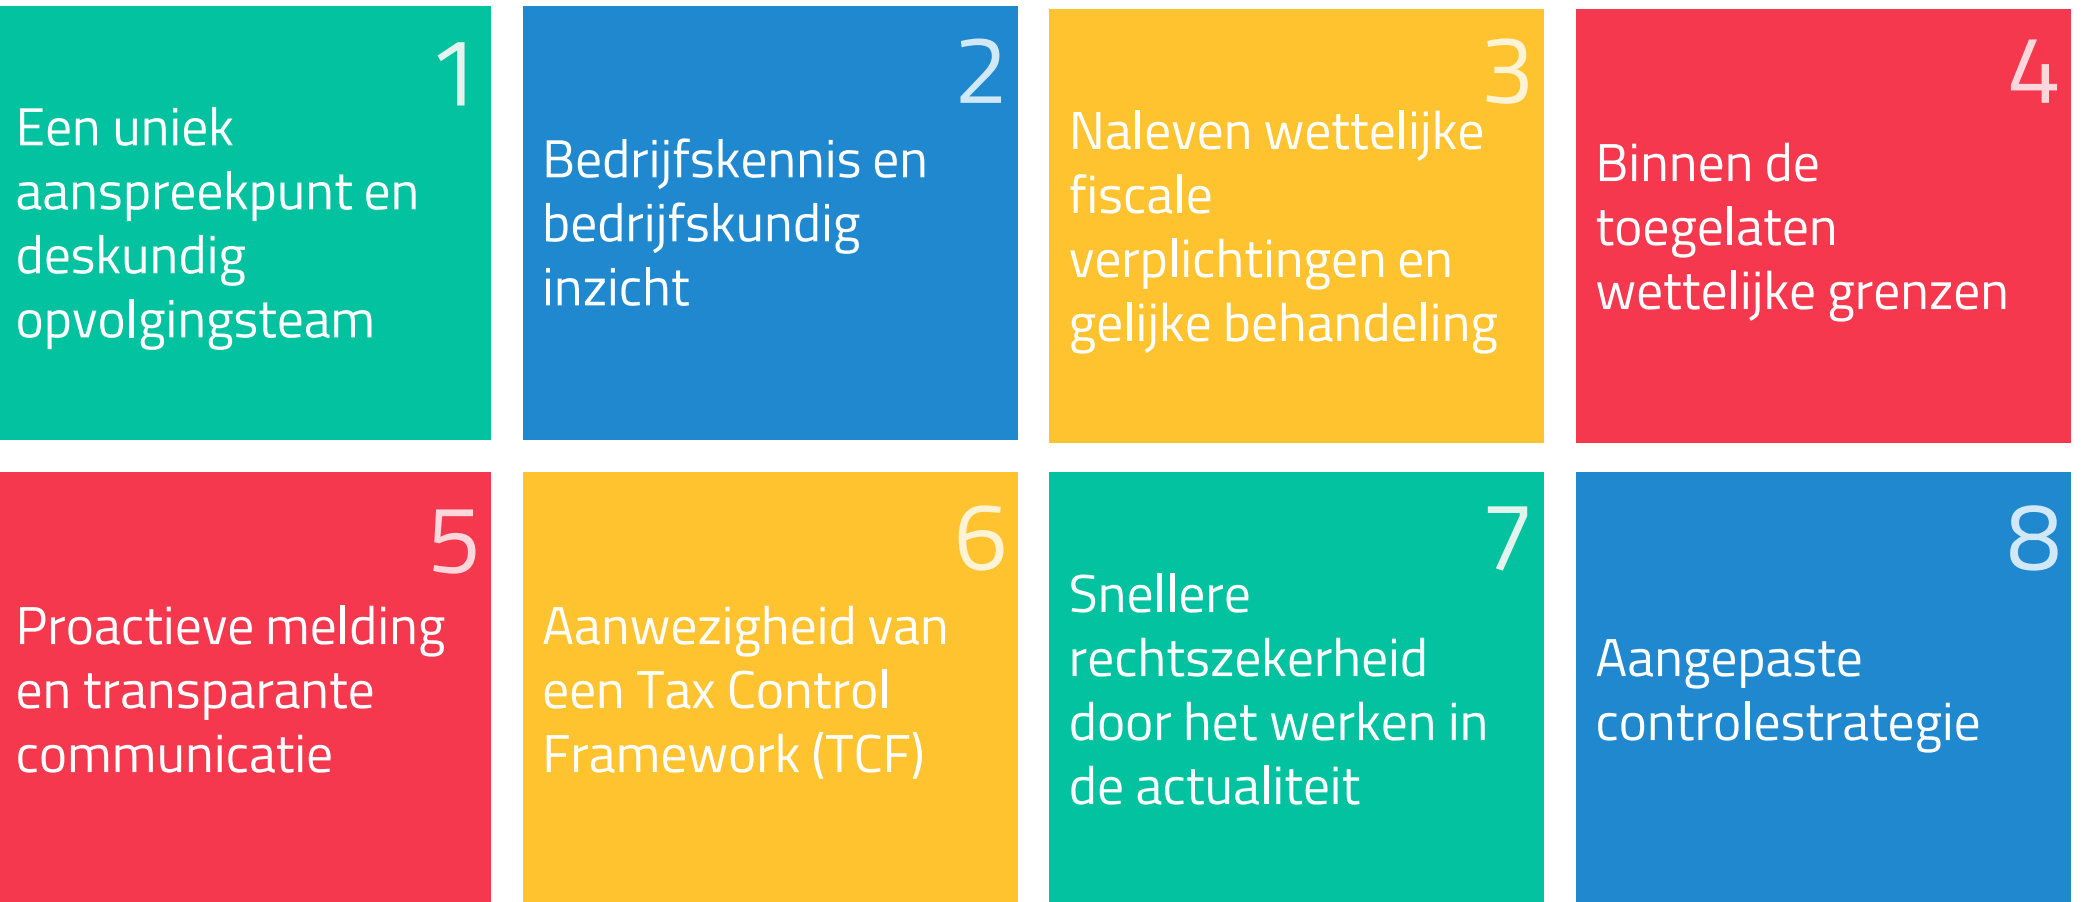 1
Een uniek
aanspreekpunt en
deskundig
opvolgingsteam
2
Bedrijfskennis en
bedrijfskundig
inzicht
3
Naleven wettelijke
fiscale
verplichtingen en
gelijke behandeling
4
Binnen de
toegelaten
wettelijke grenzen
5
Proactieve melding
en transparante
communicatie
6
Aanwezigheid van
een Tax Control
Framework (TCF)
7
Snellere
rechtszekerheid
door het werken in
de actualiteit
8
Aangepaste
controlestrategie